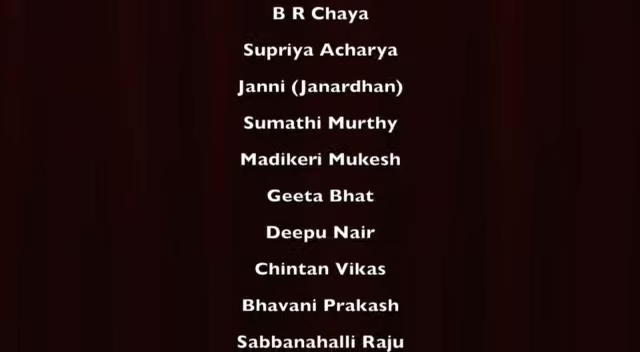 B R Chaya
Supriya Acharya
Janni (Janardhan)
Sumathi Murthy
Madikeri Mukesh
Geeta Bhat
Deepu Nair
Chintan Vikas
Bhavani Prakash
Sabbanahalli Raju